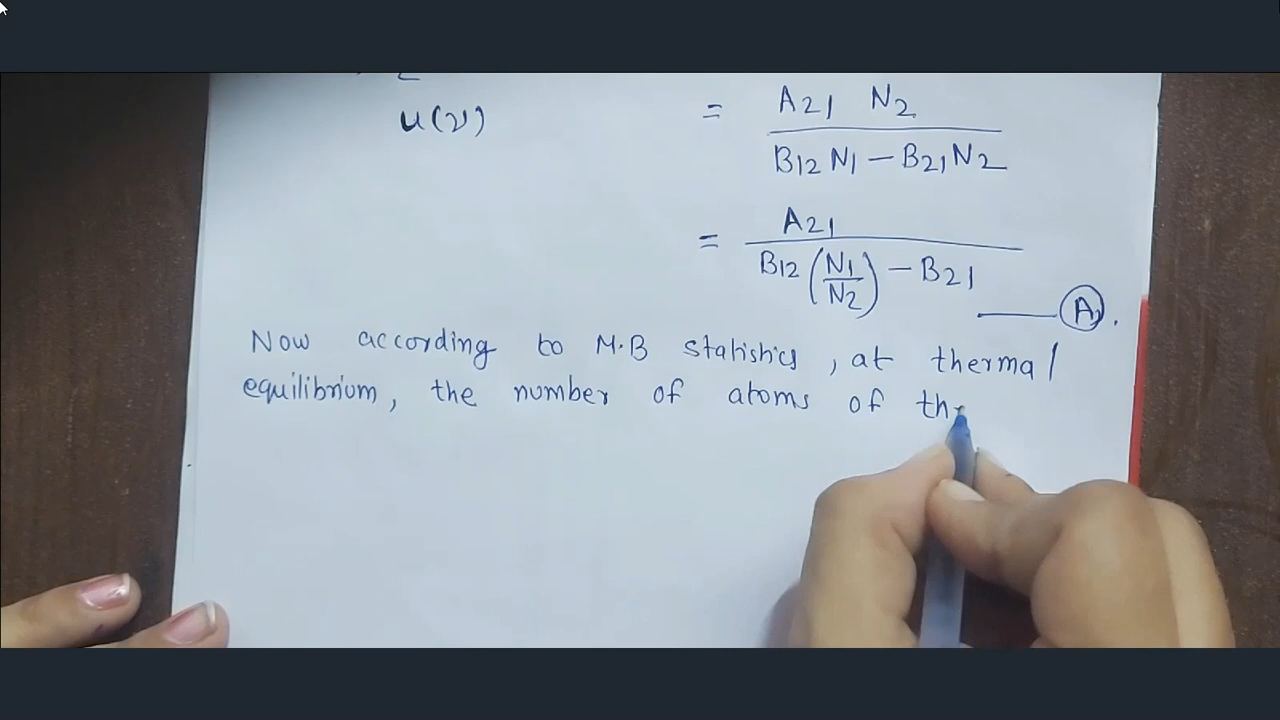 u(ν) = A21 N2 / B12 N1 − B21 N2
= A21 / B12 (N1/N2) − B21
A.
Now according to M.B statistics, at thermal
equilibrium, the number of atoms of the